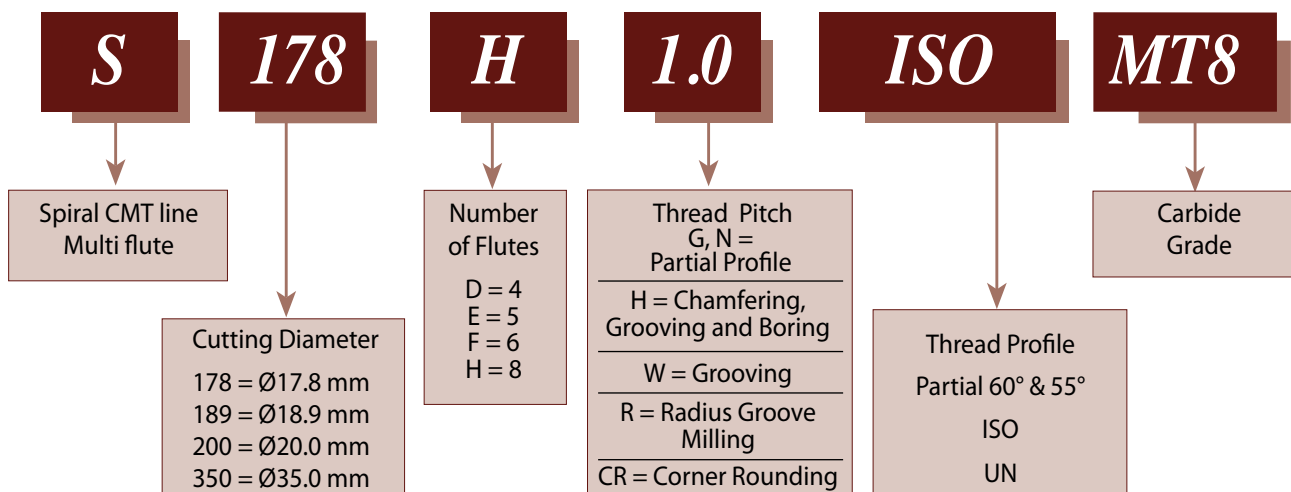 S 178 H 1.0 ISO MT8
Spiral CMT line
Multi flute
Cutting Diameter
178 = Ø17.8 mm
189 = Ø18.9 mm
200 = Ø20.0 mm
350 = Ø35.0 mm
Number
of Flutes
D = 4
E = 5
F = 6
H = 8
Thread Pitch
G, N =
Partial Profile
H = Chamfering,
Grooving and Boring
W = Grooving
R = Radius Groove
Milling
CR = Corner Rounding
Thread Profile
Partial 60° & 55°
ISO
UN
Carbide
Grade